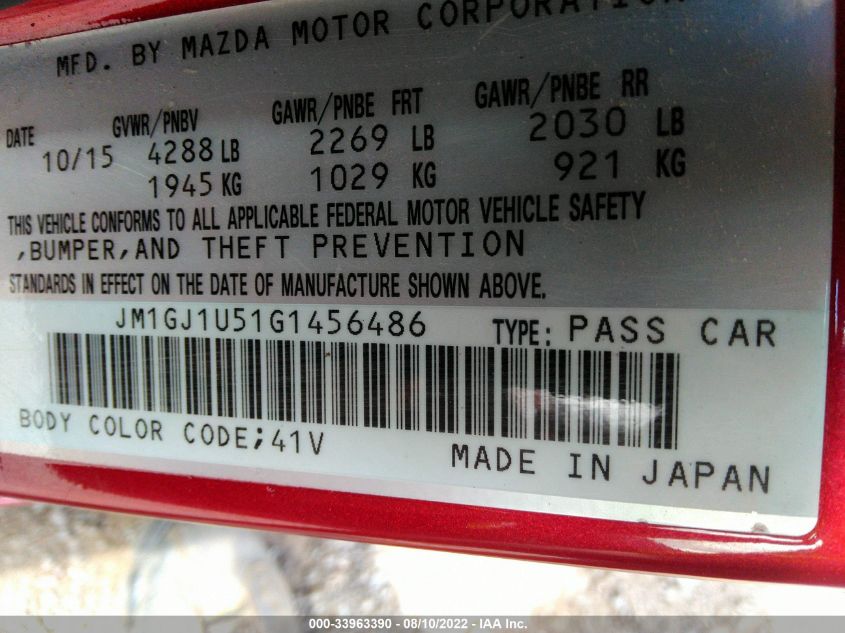 MFD. BY MAZDA MOTOR CORPORATION
DATE GVWR/PNBV GAWR/PNBE FRT GAWR/PNBE RR
10/15 4288 LB 2269 LB 2030 LB
1945 KG 1029 KG 921 KG
THIS VEHICLE CONFORMS TO ALL APPLICABLE FEDERAL MOTOR VEHICLE SAFETY
,BUMPER,AND THEFT PREVENTION
STANDARDS IN EFFECT ON THE DATE OF MANUFACTURE SHOWN ABOVE.
JM1GJ1U51G1456486 TYPE: PASS CAR
BODY COLOR CODE;41V
MADE IN JAPAN
000-33963390 - 08/10/2022 - IAA Inc.